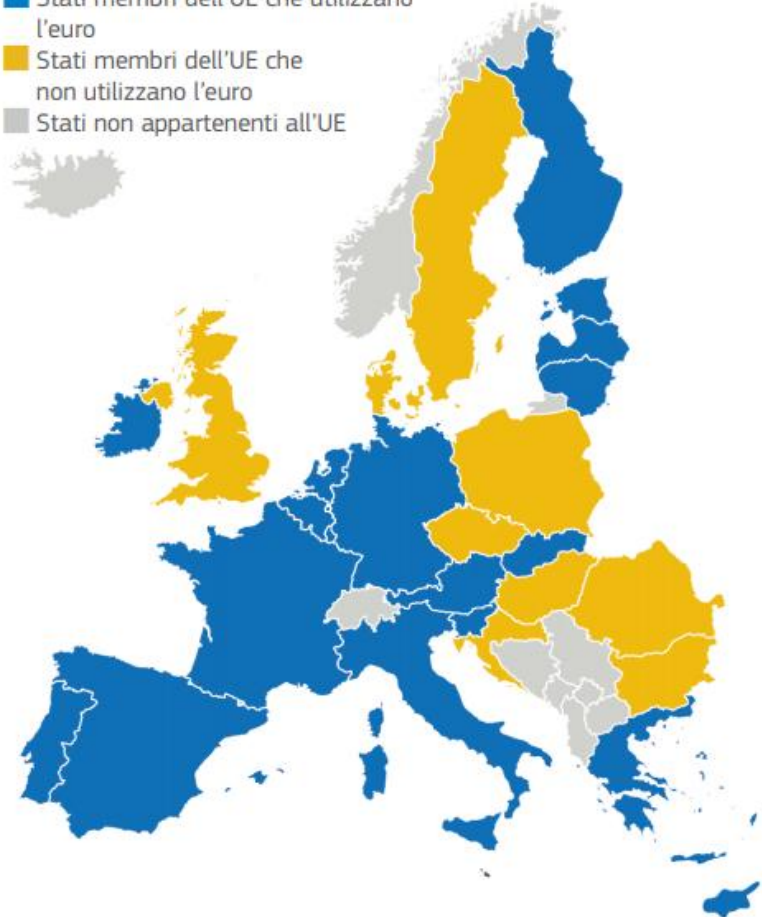 Stati membri dell'UE che utilizzano
l'euro
Stati membri dell'UE che
non utilizzano l'euro
Stati non appartenenti all'UE